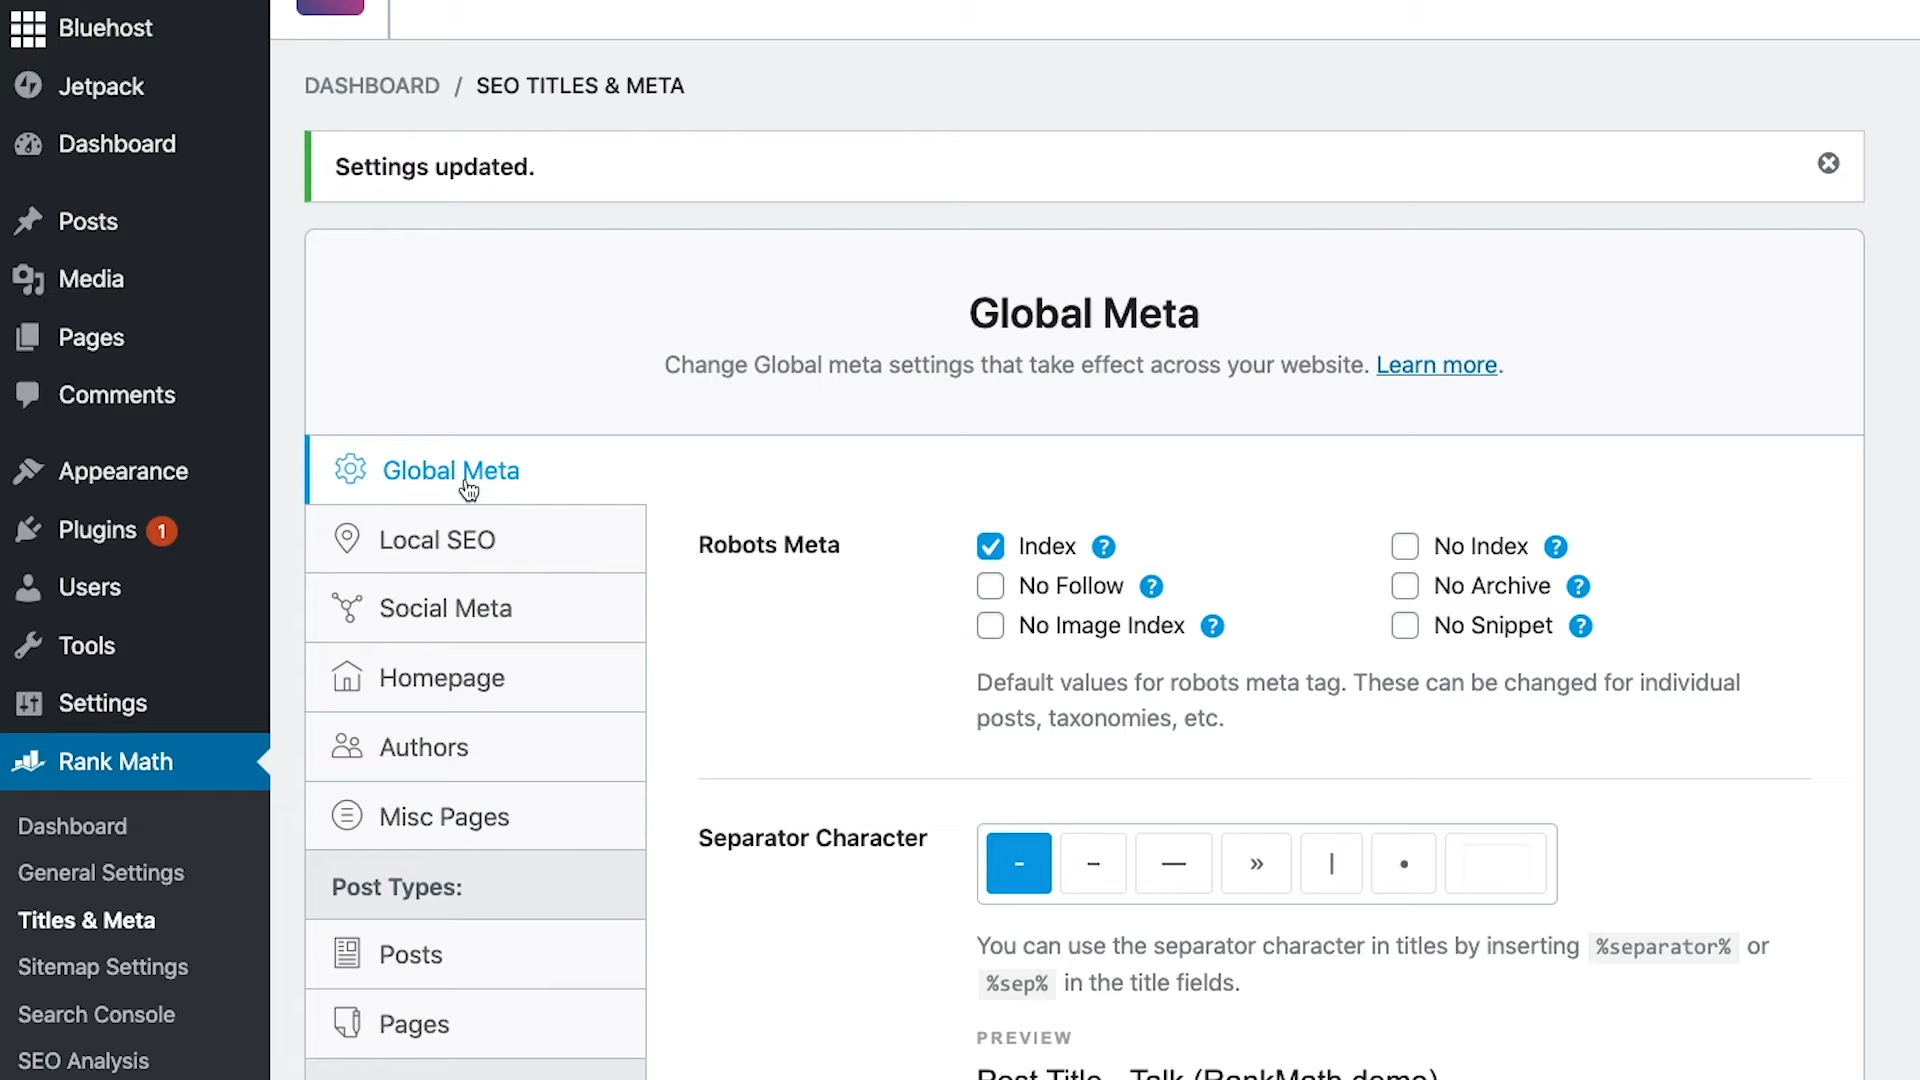 Bluehost
Jetpack
Dashboard
Posts
Media
Pages
Comments
Appearance
Plugins 1
Users
Tools
Settings
Rank Math
Dashboard
General Settings
Titles & Meta
Sitemap Settings
Search Console
SEO Analysis
DASHBOARD / SEO TITLES & META
Settings updated.
Global Meta
Change Global meta settings that take effect across your website. Learn more.
Global Meta
Local SEO
Social Meta
Homepage
Authors
Misc Pages
Post Types:
Posts
Pages
Robots Meta
Index ? No Index ?
No Follow ? No Archive ?
No Image Index ? No Snippet ?
Default values for robots meta tag. These can be changed for individual
posts, taxonomies, etc.
Separator Character
- – — » | •
You can use the separator character in titles by inserting %separator% or
%sep% in the title fields.
PREVIEW
Post Title - Talk (RankMath demo)